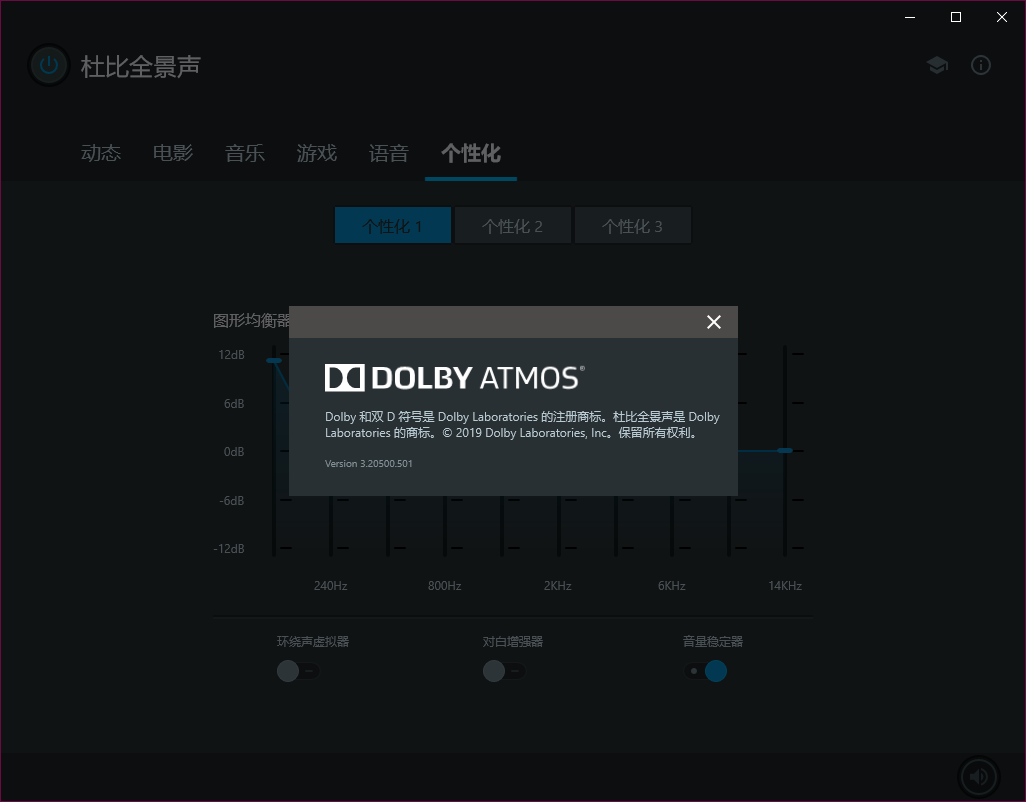 杜比全景声
动态 电影 音乐 游戏 语音 个性化
个性化 1 个性化 2 个性化 3
图形均衡器
12dB
6dB
0dB
-6dB
-12dB
DOLBY ATMOS®
Dolby 和双 D 符号是 Dolby Laboratories 的注册商标。杜比全景声是 Dolby
Laboratories 的商标。© 2019 Dolby Laboratories, Inc。保留所有权利。
Version 3.20500.501
240Hz 800Hz 2KHz 6KHz 14KHz
环绕声虚拟器 对白增强器 音量稳定器